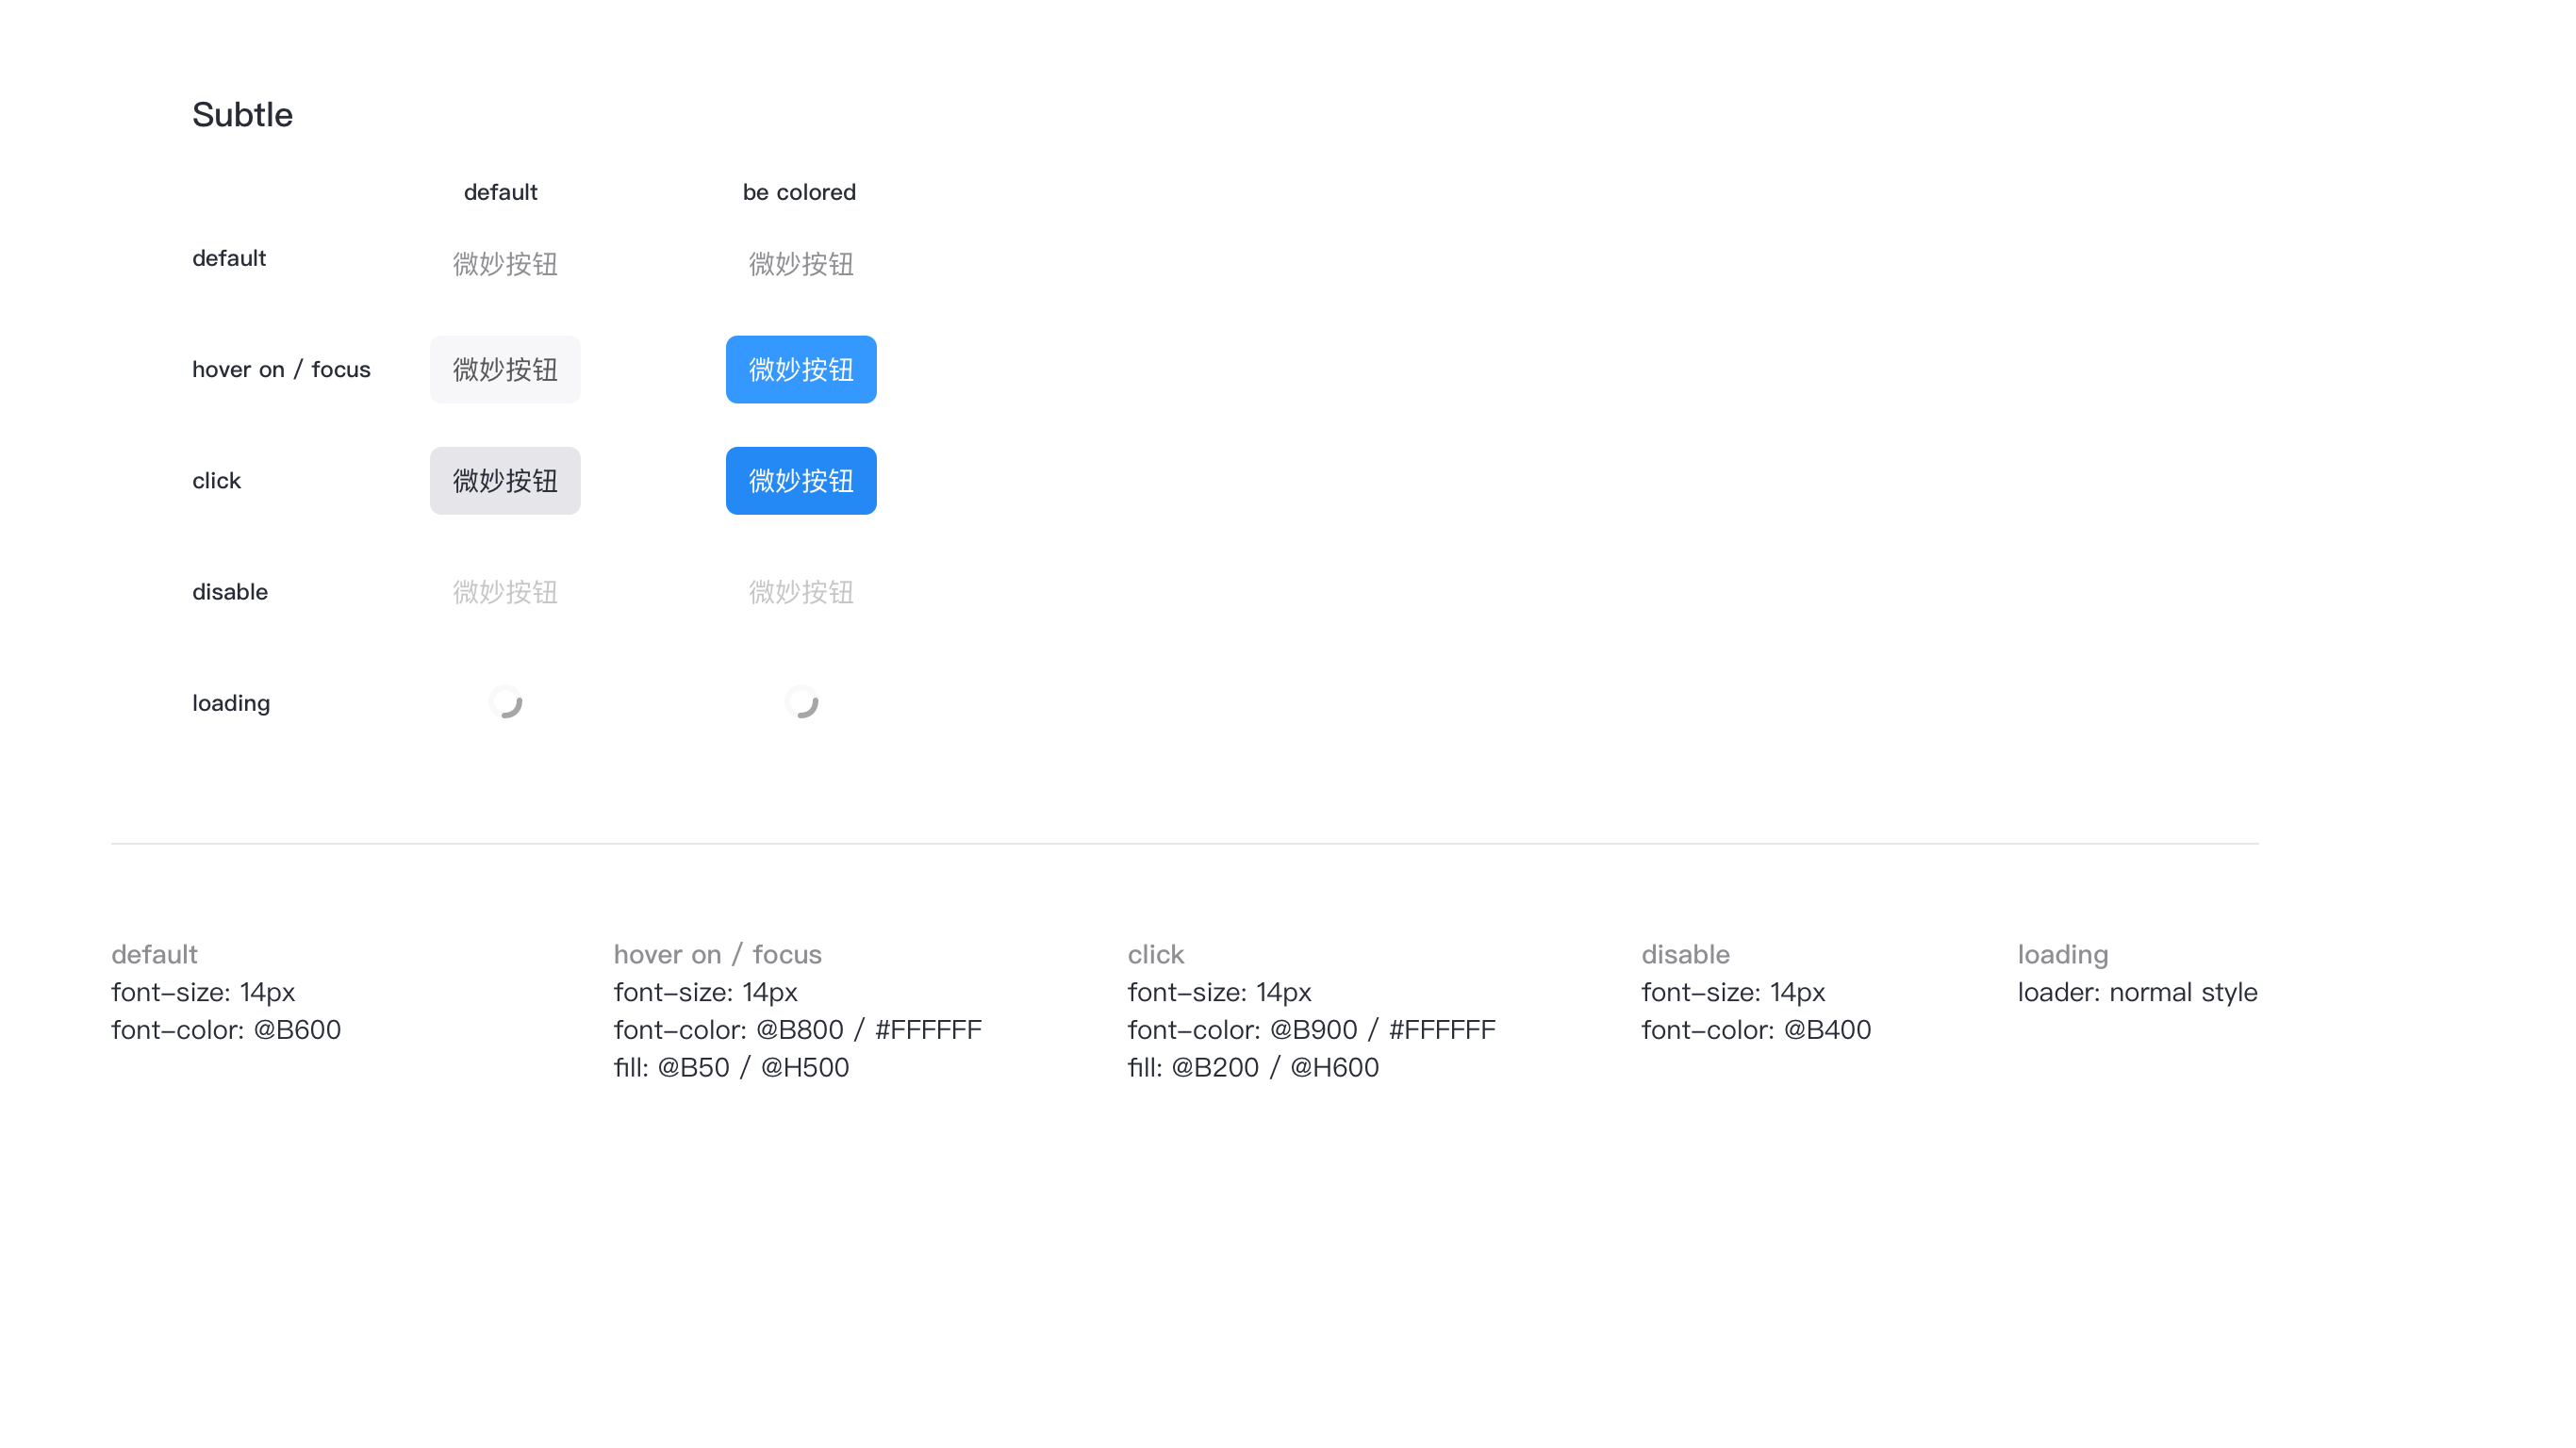 Subtle
default be colored
default 微妙按钮 微妙按钮
hover on / focus 微妙按钮 微妙按钮
click 微妙按钮 微妙按钮
disable 微妙按钮 微妙按钮
loading
default
font-size: 14px
font-color: @B600
hover on / focus
font-size: 14px
font-color: @B800 / #FFFFFF
fill: @B50 / @H500
click
font-size: 14px
font-color: @B900 / #FFFFFF
fill: @B200 / @H600
disable
font-size: 14px
font-color: @B400
loading
loader: normal style